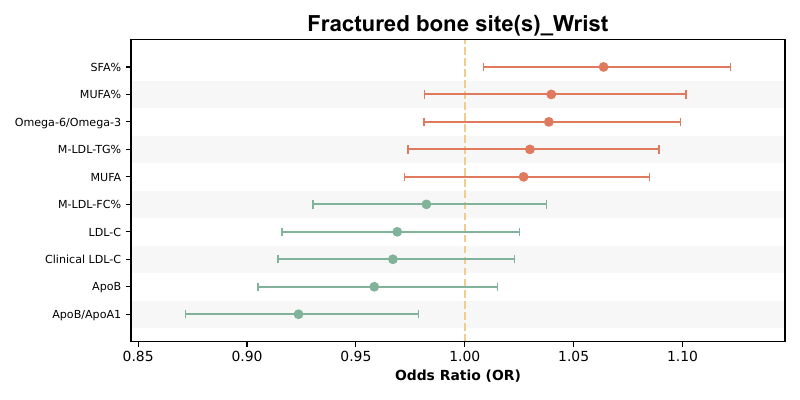 Fractured bone site(s)_Wrist
SFA%
MUFA%
Omega-6/Omega-3
M-LDL-TG%
MUFA
M-LDL-FC%
LDL-C
Clinical LDL-C
ApoB
ApoB/ApoA1
0.85 0.90 0.95 1.00 1.05 1.10
Odds Ratio (OR)